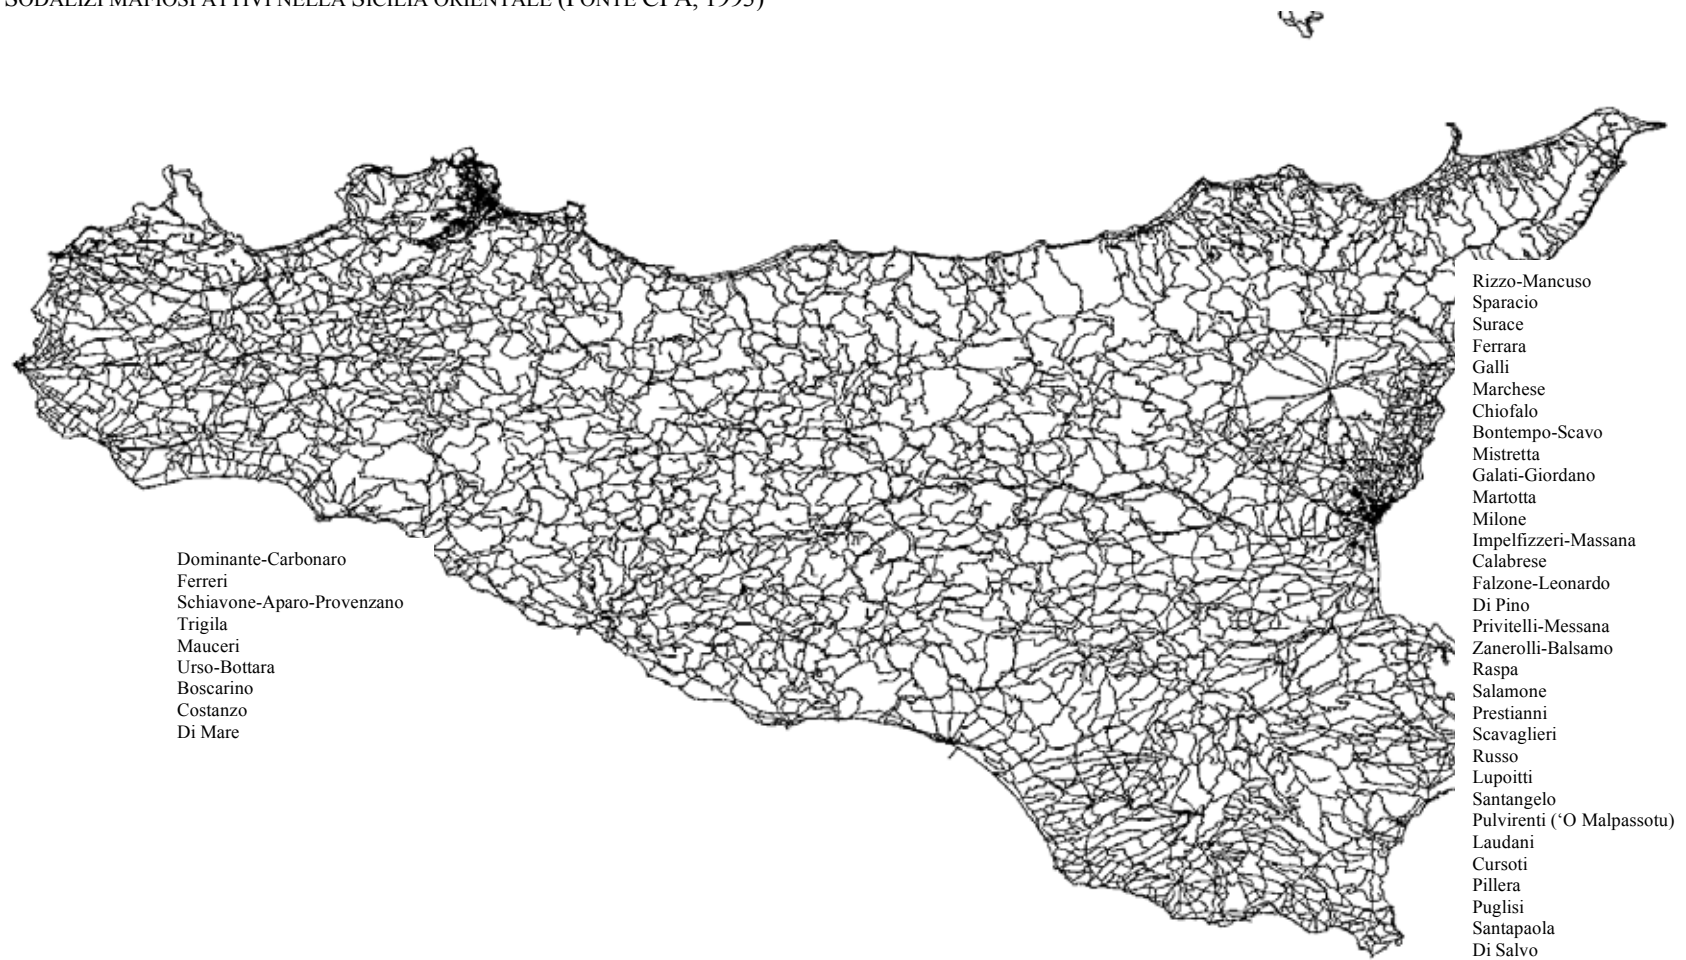 SODALIZI MAFIOSI ATTIVI NELLA SICILIA ORIENTALE (FONTE CPA, 1993)
Rizzo-Mancuso
Sparacio
Surace
Ferrara
Galli
Marchese
Chiofalo
Bontempo-Scavo
Mistretta
Galati-Giordano
Martotta
Milone
Impelfizzeri-Massana
Calabrese
Falzone-Leonardo
Di Pino
Privitelli-Messana
Zanerolli-Balsamo
Raspa
Salamone
Prestianni
Scavaglieri
Russo
Lupoitti
Santangelo
Pulvirenti (‘O Malpassotu)
Laudani
Cursoti
Pillera
Puglisi
Santapaola
Di Salvo
Dominante-Carbonaro
Ferreri
Schiavone-Aparo-Provenzano
Trigila
Mauceri
Urso-Bottara
Boscarino
Costanzo
Di Mare